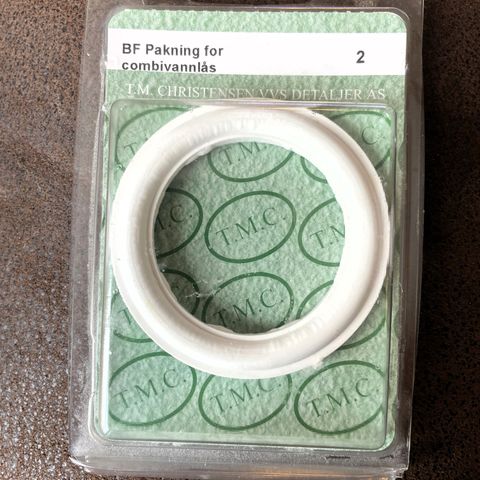 BF Pakning for
combivannlås
2
T.M. CHRISTENSEN VVS DETALJER AS
T.M.C.
T.M.C.
T.M.C.
T.M.C.
T.M.C.
T.M.C.